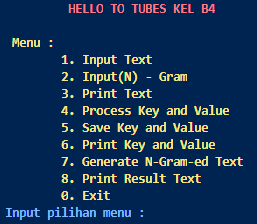 HELLO TO TUBES KEL B4
Menu :
1. Input Text
2. Input(N) - Gram
3. Print Text
4. Process Key and Value
5. Save Key and Value
6. Print Key and Value
7. Generate N-Gram-ed Text
8. Print Result Text
0. Exit
Input pilihan menu :